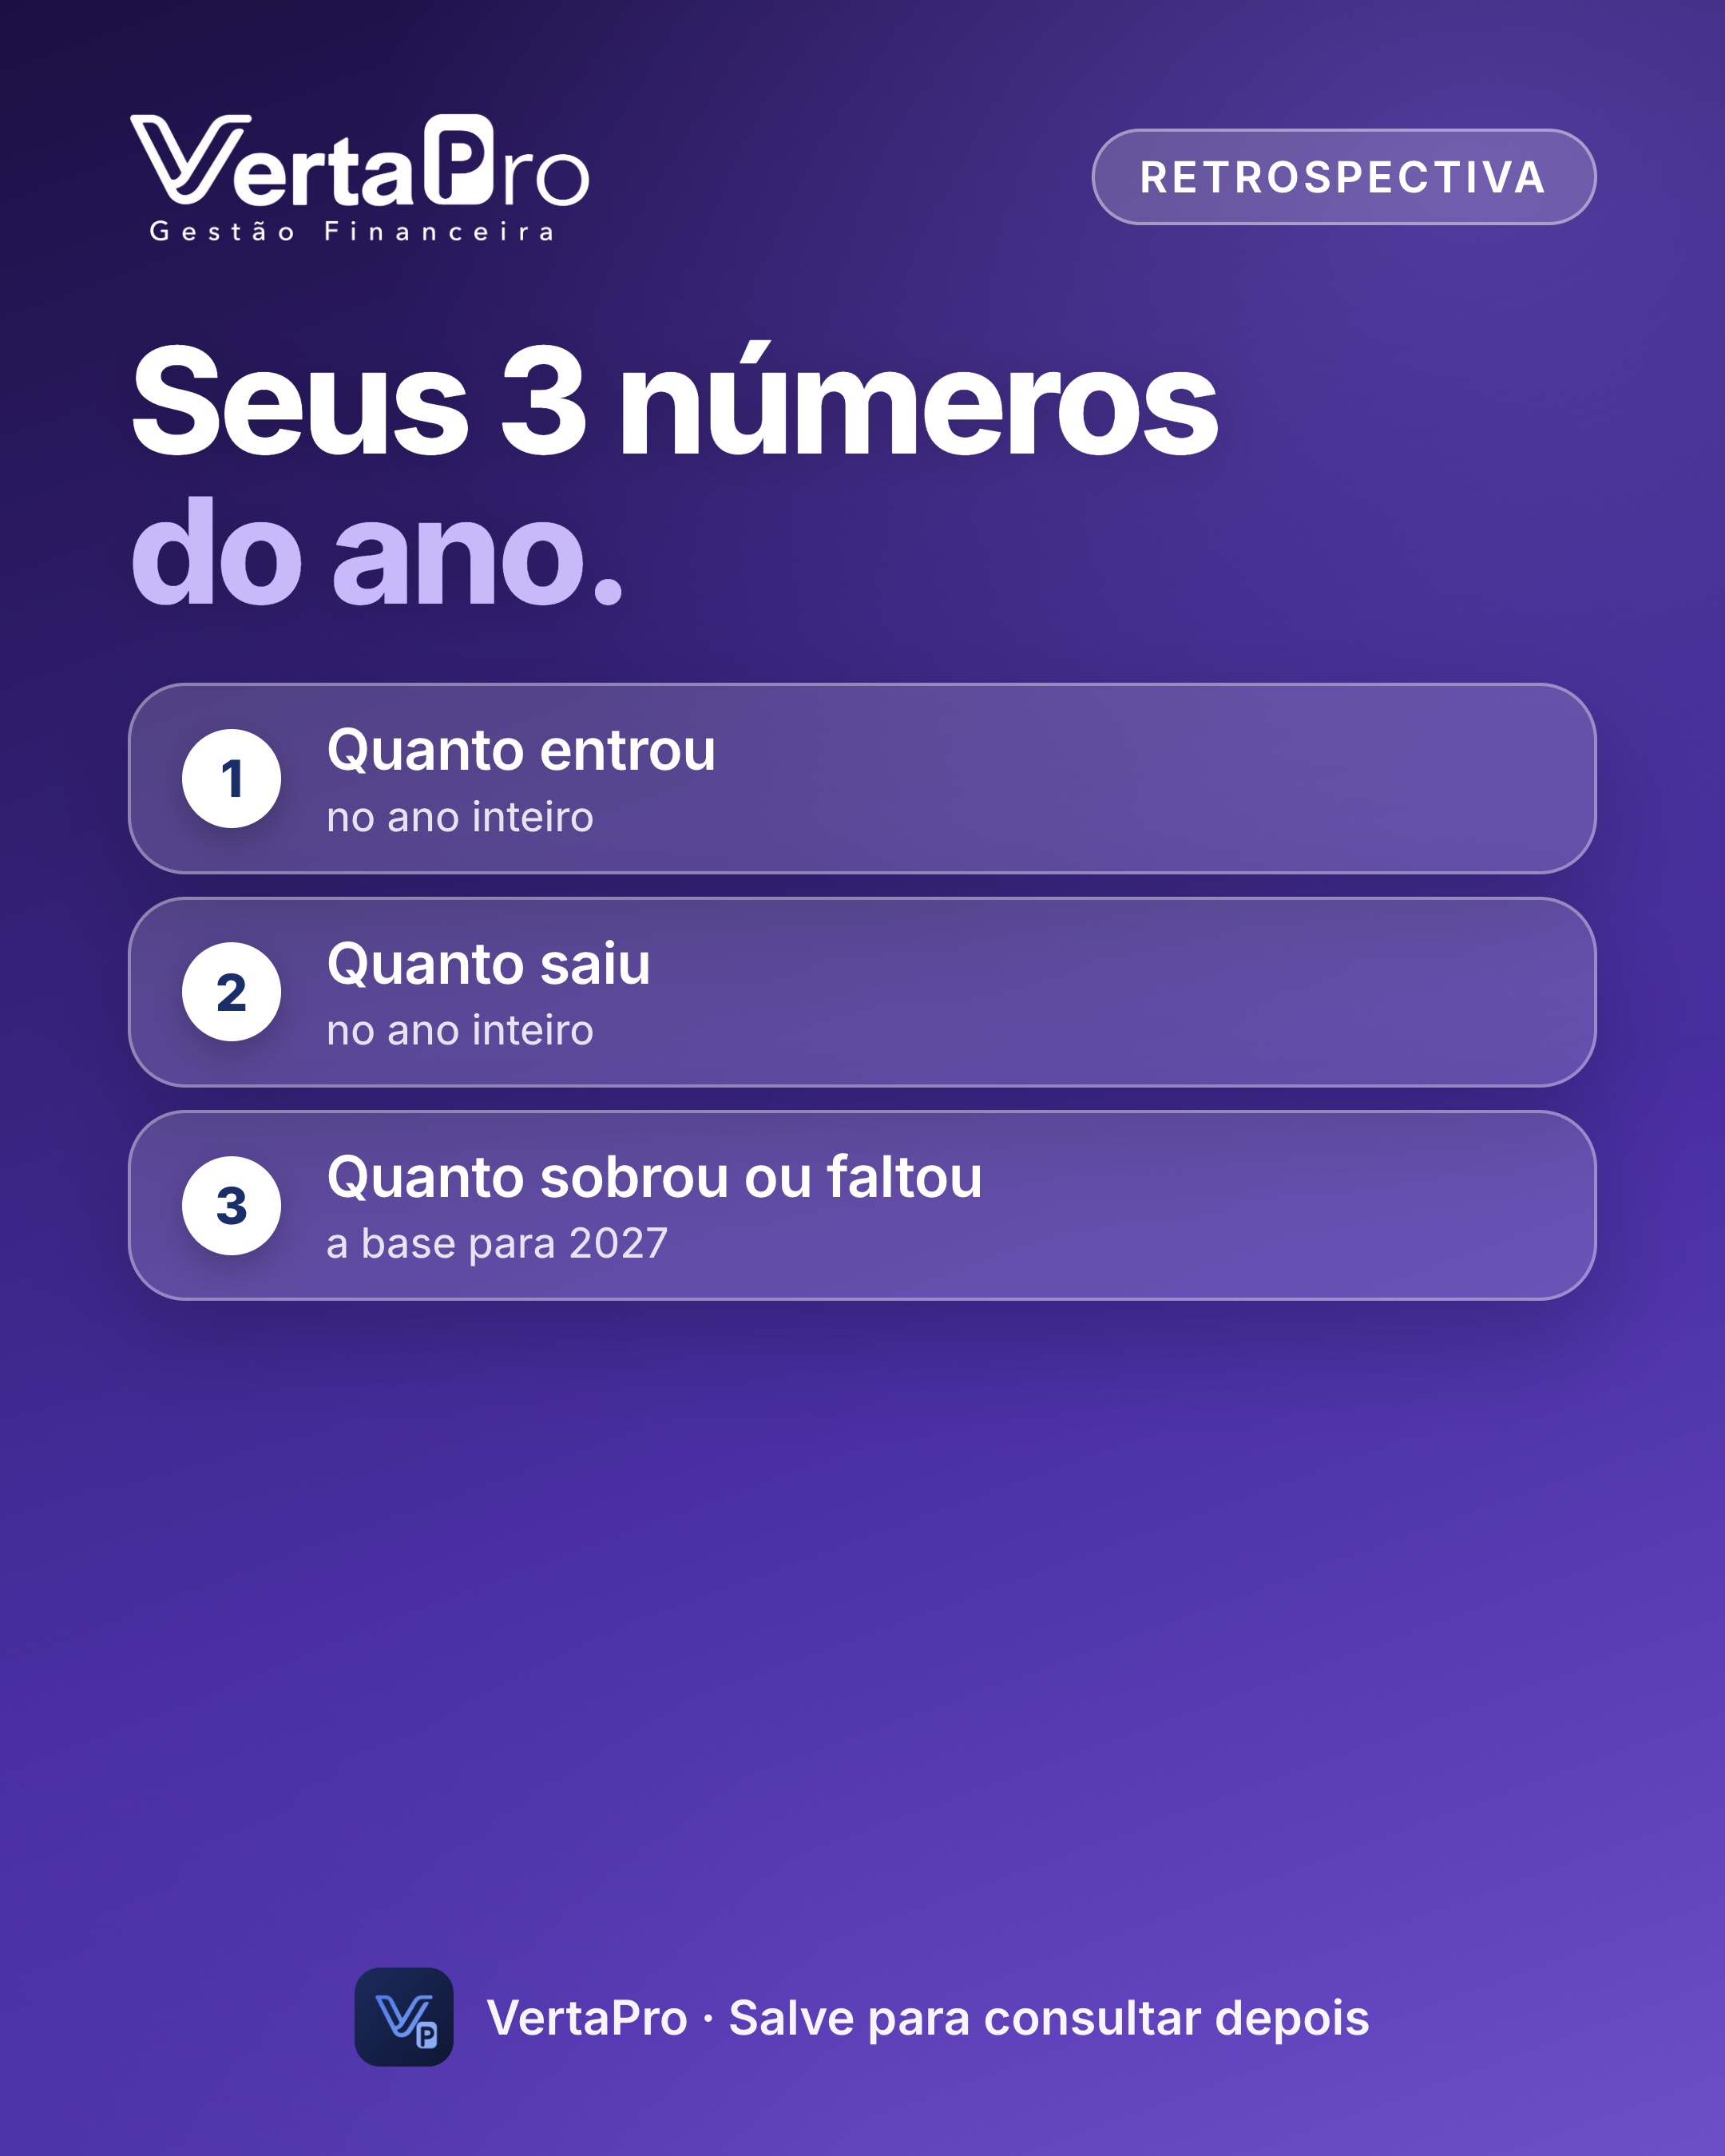 VertaPro
Gestão Financeira
RETROSPECTIVA
Seus 3 números
do ano.
1
Quanto entrou
no ano inteiro
2
Quanto saiu
no ano inteiro
3
Quanto sobrou ou faltou
a base para 2027
VP
VertaPro · Salve para consultar depois